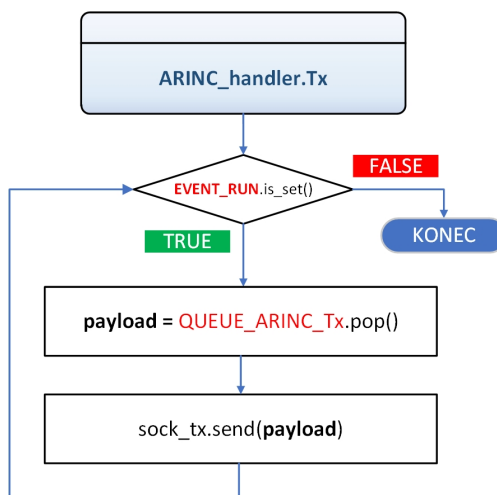 ARINC_handler.Tx
FALSE
EVENT_RUN.is_set()
KONEC
TRUE
payload = QUEUE_ARINC_Tx.pop()
sock_tx.send(payload)